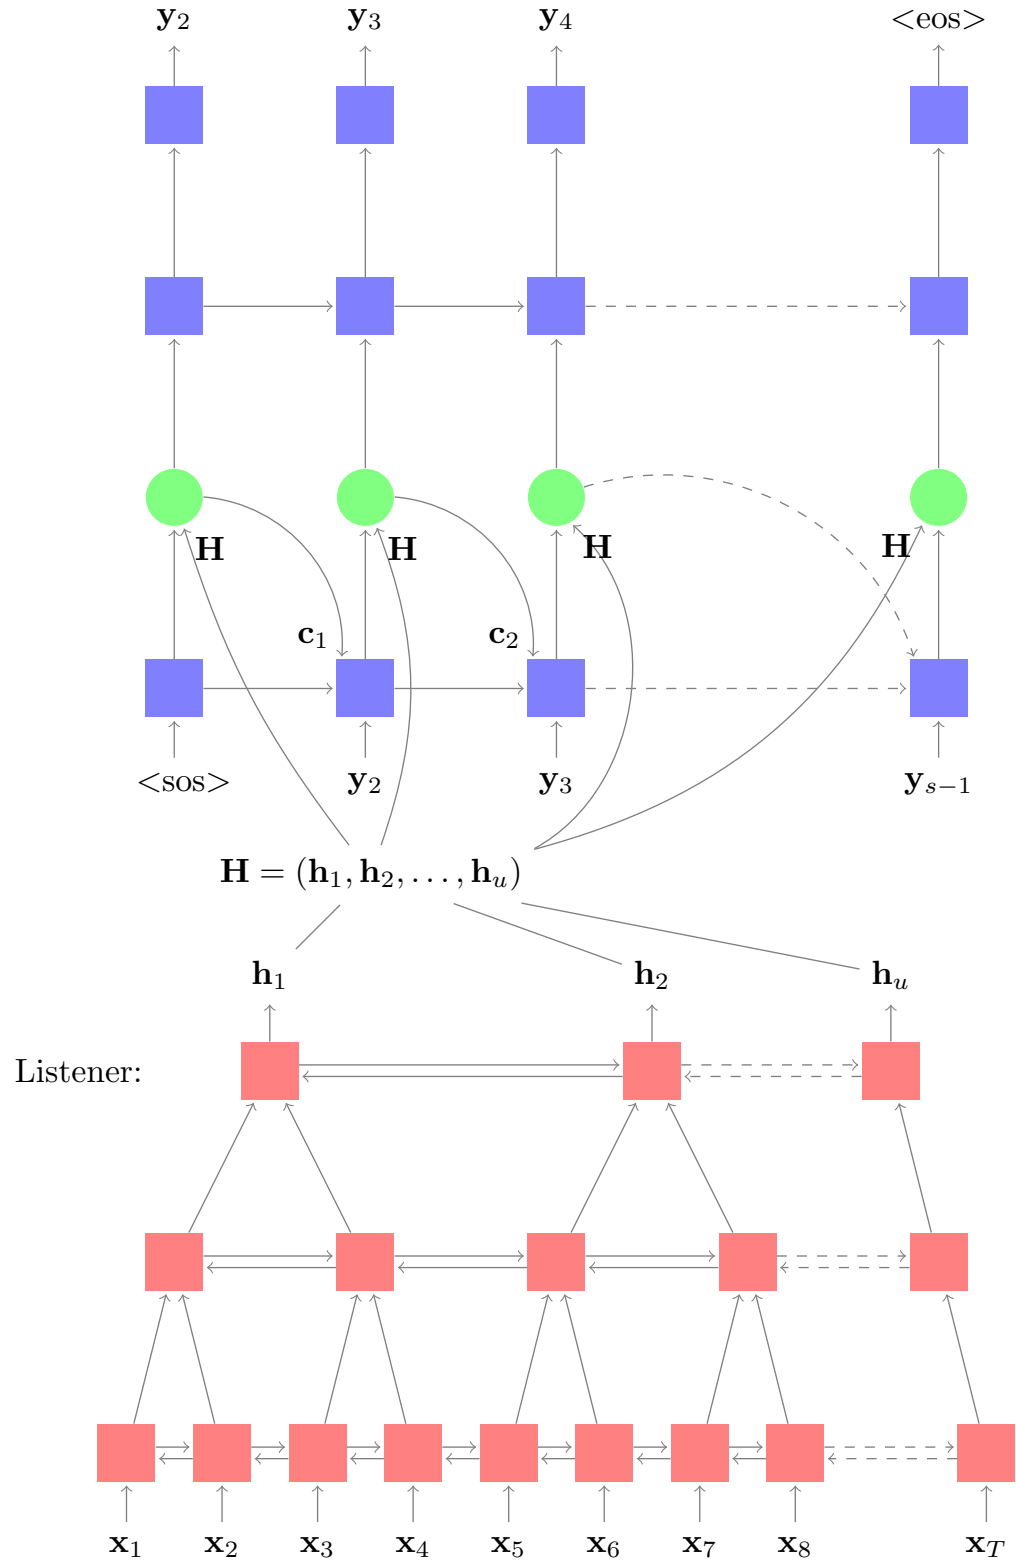 y₂ y₃ y₄ <eos>
H H H H
c₁ c₂
<sos> y₂ y₃ yₛ₋₁
H = (h₁, h₂, . . . , hᵤ)
h₁ h₂ hᵤ
Listener:
x₁ x₂ x₃ x₄ x₅ x₆ x₇ x₈ x_T